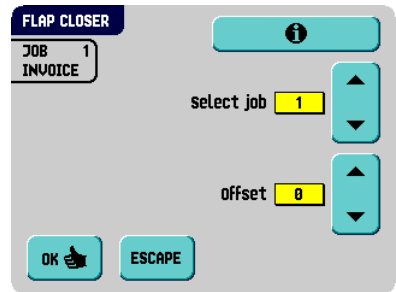 FLAP CLOSER
JOB 1
INVOICE
Select job 1
Offset 0
OK
ESCAPE